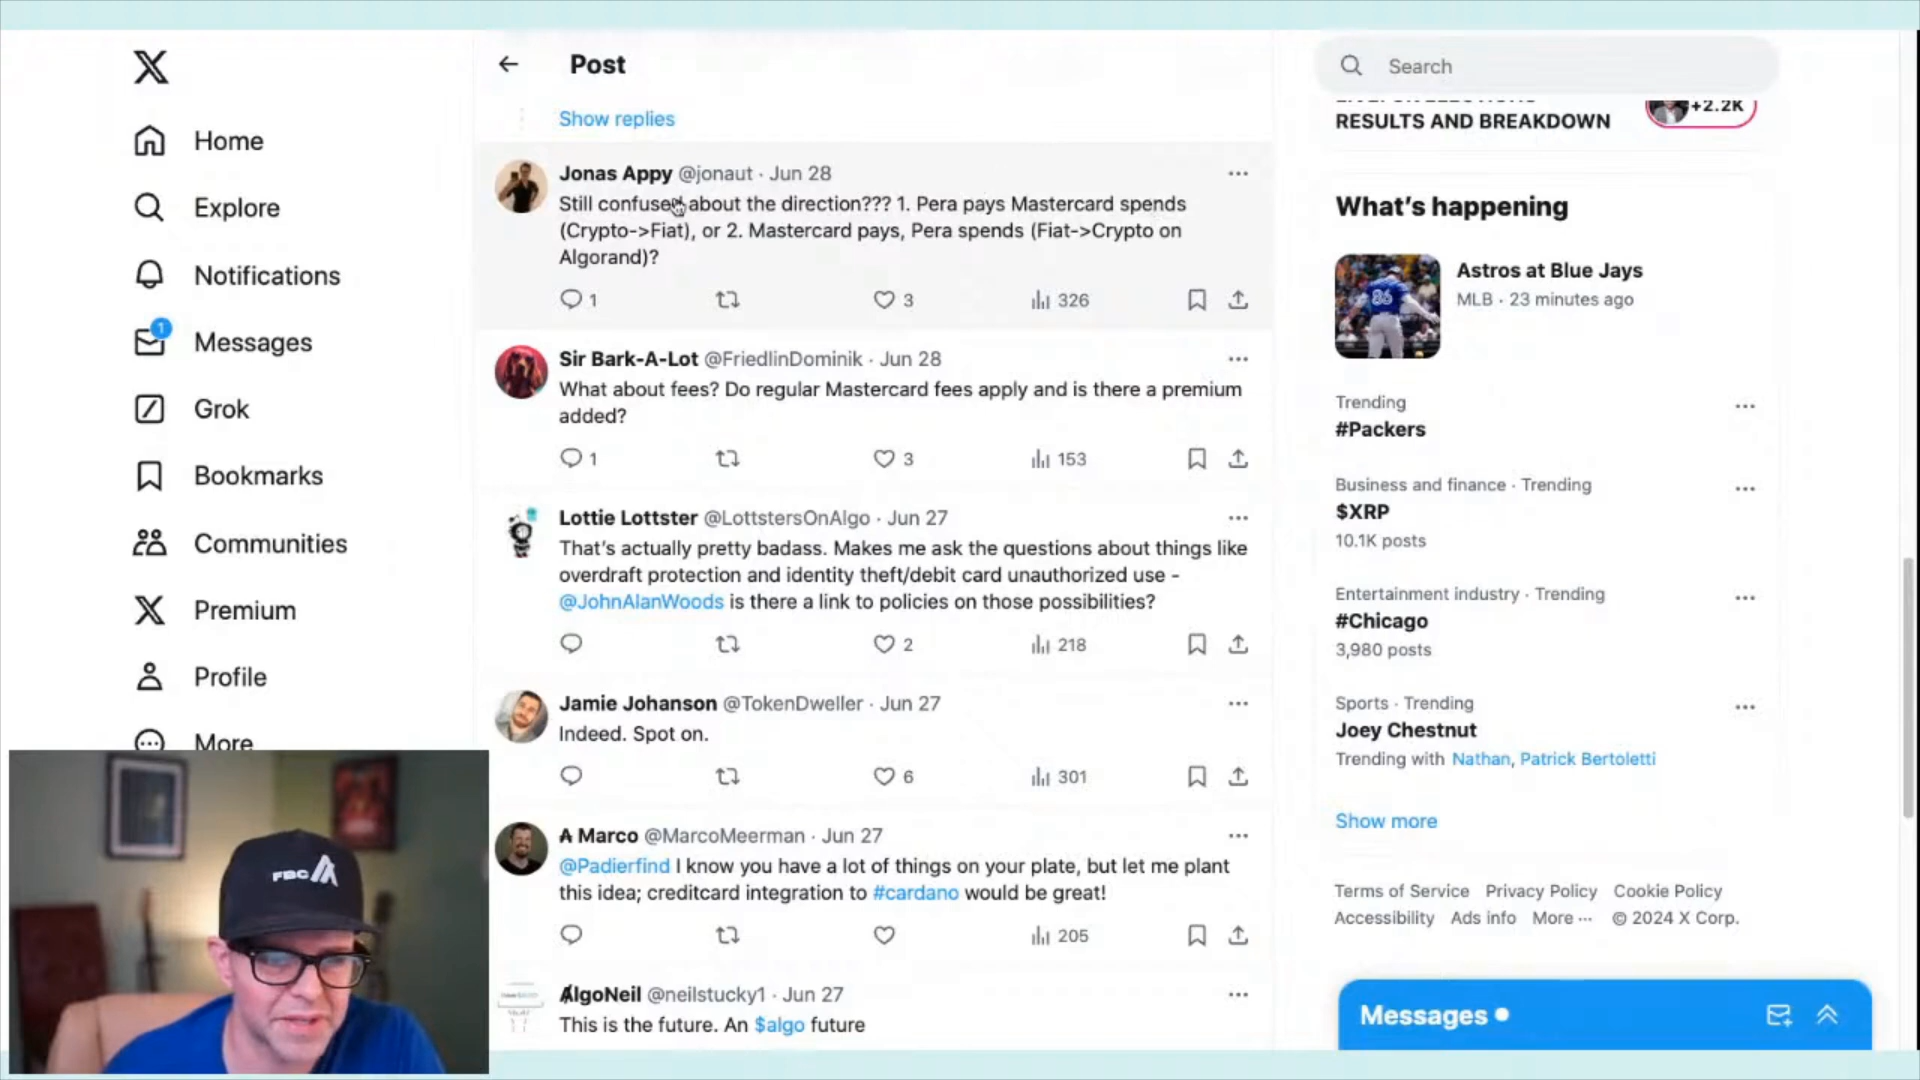 Post
Search
Show replies
+2.2K
RESULTS AND BREAKDOWN
Home
Explore
Notifications
1
Messages
Grok
Bookmarks
Communities
Premium
Profile
More
Jonas Appy @jonaut · Jun 28
Still confused about the direction??? 1. Pera pays Mastercard spends
(Crypto->Fiat), or 2. Mastercard pays, Pera spends (Fiat->Crypto on
Algorand)?
1 3 326
Sir Bark-A-Lot @FriedlinDominik · Jun 28
What about fees? Do regular Mastercard fees apply and is there a premium
added?
1 3 153
Lottie Lottster @LottstersOnAlgo · Jun 27
That's actually pretty badass. Makes me ask the questions about things like
overdraft protection and identity theft/debit card unauthorized use -
@JohnAlanWoods is there a link to policies on those possibilities?
2 218
Jamie Johanson @TokenDweller · Jun 27
Indeed. Spot on.
6 301
₳ Marco @MarcoMeerman · Jun 27
@Padierfind I know you have a lot of things on your plate, but let me plant
this idea; creditcard integration to #cardano would be great!
205
ȺlgoNeil @neilstucky1 · Jun 27
This is the future. An $algo future
What's happening
Astros at Blue Jays
MLB · 23 minutes ago
86
Trending
#Packers
Business and finance · Trending
$XRP
10.1K posts
Entertainment industry · Trending
#Chicago
3,980 posts
Sports · Trending
Joey Chestnut
Trending with Nathan, Patrick Bertoletti
Show more
Terms of Service Privacy Policy Cookie Policy
Accessibility Ads info More ··· © 2024 X Corp.
Messages
FBC